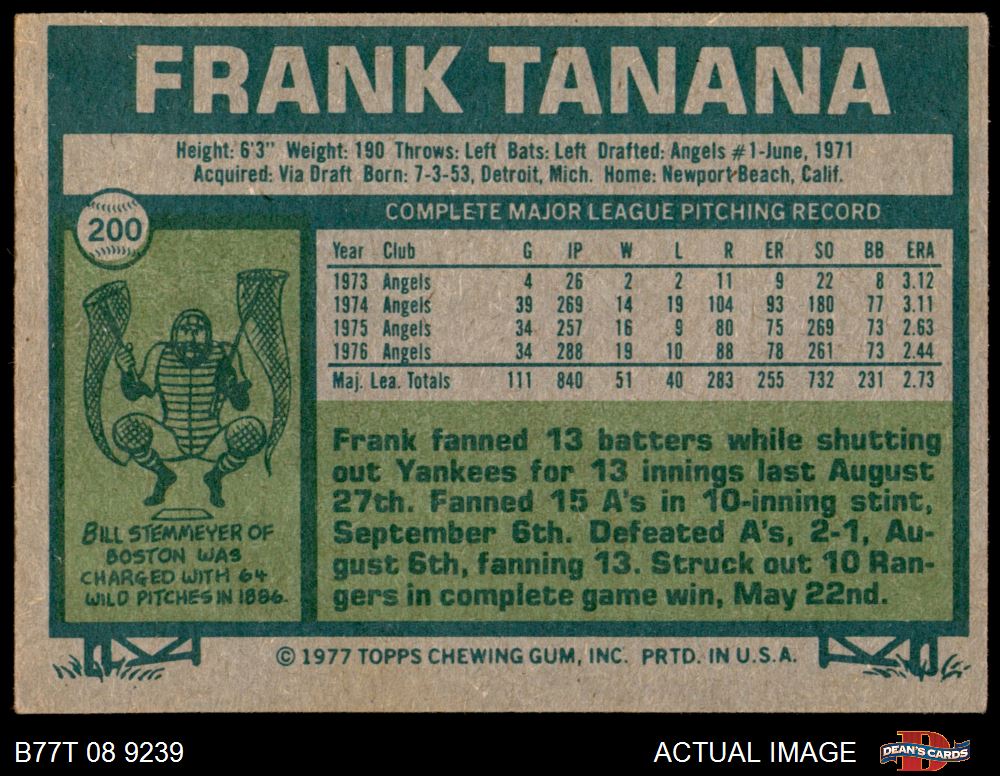 FRANK TANANA
Height: 6'3" Weight: 190 Throws: Left Bats: Left Drafted: Angels #1-June, 1971
Acquired: Via Draft Born: 7-3-53, Detroit, Mich. Home: Newport Beach, Calif.
200
COMPLETE MAJOR LEAGUE PITCHING RECORD
Year Club G IP W L R ER SO BB ERA
1973 Angels 4 26 2 2 11 9 22 8 3.12
1974 Angels 39 269 14 19 104 93 180 77 3.11
1975 Angels 34 257 16 9 80 75 269 73 2.63
1976 Angels 34 288 19 10 88 78 261 73 2.44
Maj. Lea. Totals 111 840 51 40 283 255 732 231 2.73
BILL STEMMEYER OF
BOSTON WAS
CHARGED WITH 64
WILD PITCHES IN 1886.
Frank fanned 13 batters while shutting
out Yankees for 13 innings last August
27th. Fanned 15 A's in 10-inning stint,
September 6th. Defeated A's, 2-1, Au-
gust 6th, fanning 13. Struck out 10 Ran-
gers in complete game win, May 22nd.
© 1977 TOPPS CHEWING GUM, INC. PRTD. IN U.S.A.
B77T 08 9239
ACTUAL IMAGE
D
DEAN'S CARDS